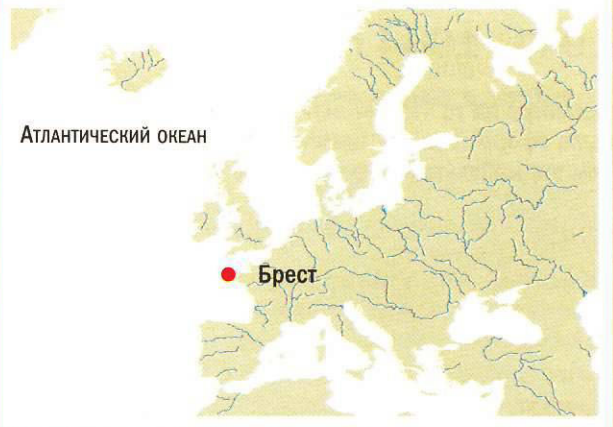 Атлантический океан
Брест